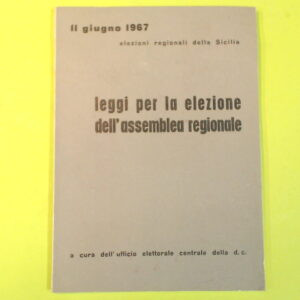 11 giugno 1967
elezioni regionali della Sicilia
leggi per la elezione
dell'assemblea regionale
a cura dell'ufficio elettorale centrale della d.c.